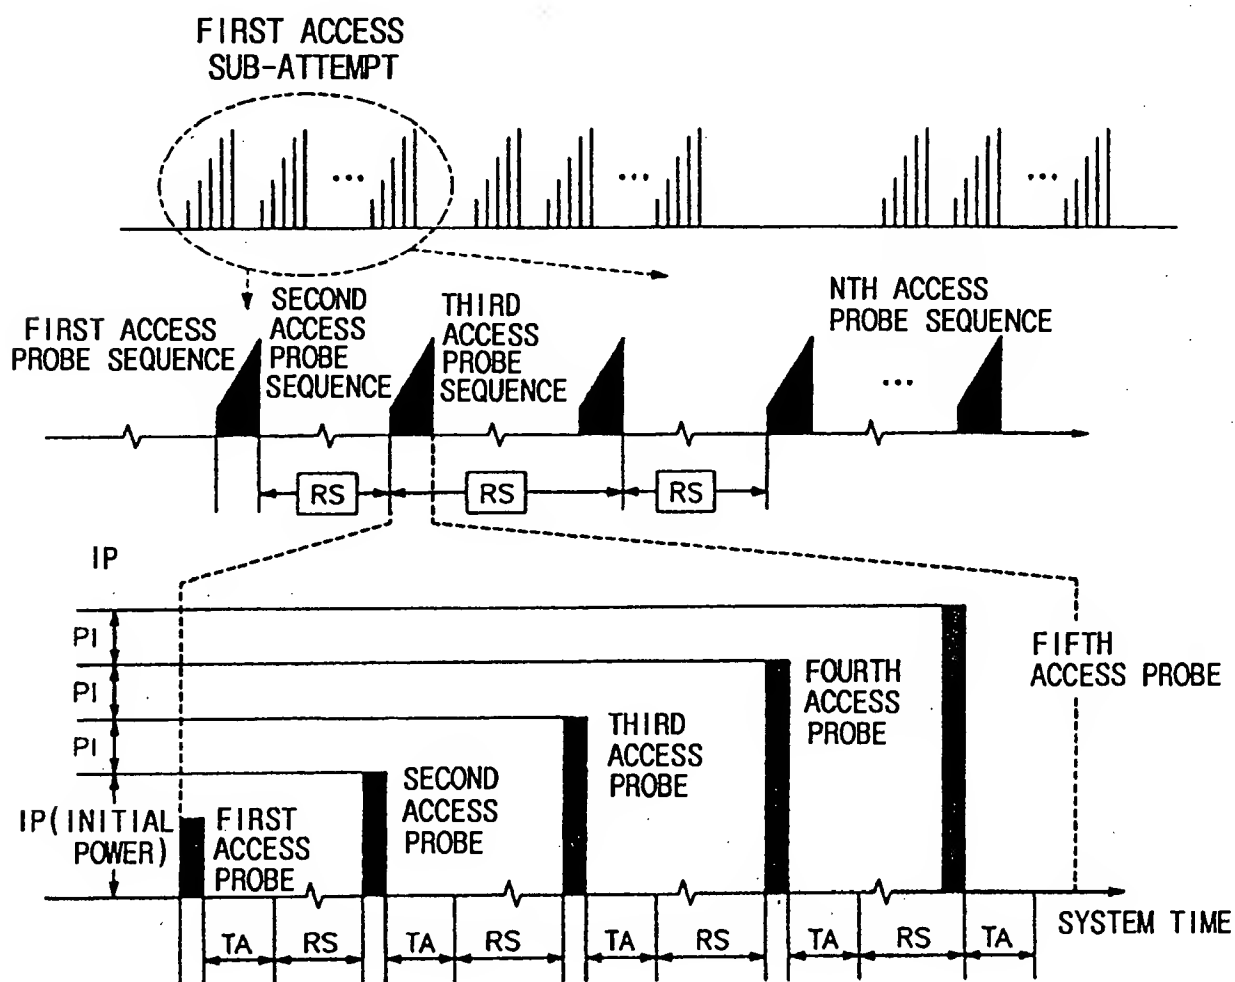 FIRST ACCESS
SUB-ATTEMPT
...
...
...
FIRST ACCESS
PROBE SEQUENCE
SECOND
ACCESS
PROBE
SEQUENCE
THIRD
ACCESS
PROBE
SEQUENCE
NTH ACCESS
PROBE SEQUENCE
...
RS
RS
RS
IP
PI
PI
PI
IP(INITIAL
POWER)
FIRST
ACCESS
PROBE
SECOND
ACCESS
PROBE
THIRD
ACCESS
PROBE
FOURTH
ACCESS
PROBE
FIFTH
ACCESS PROBE
SYSTEM TIME
TA
RS
TA
RS
TA
RS
TA
RS
TA